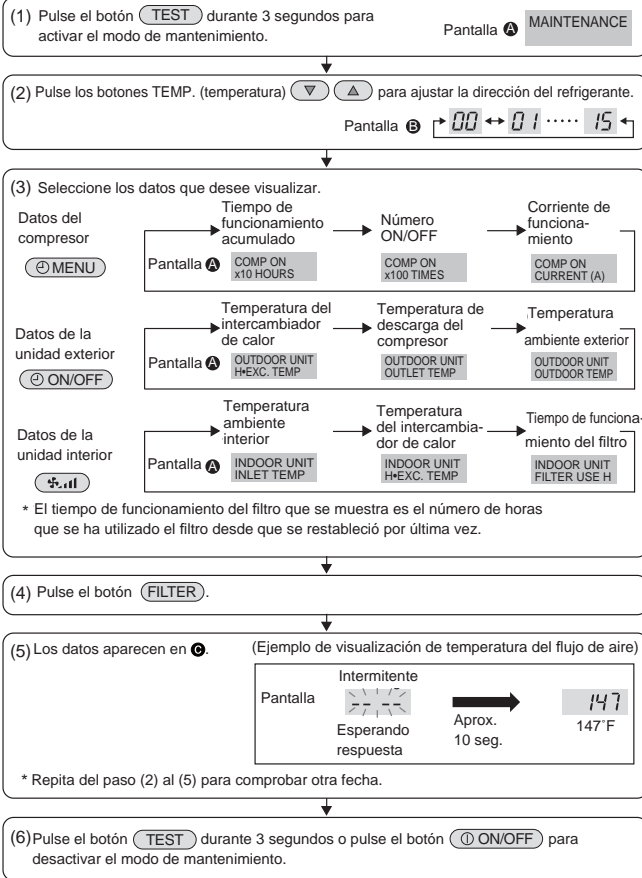 (1) Pulse el botón TEST durante 3 segundos para
activar el modo de mantenimiento.
Pantalla A MAINTENANCE
(2) Pulse los botones TEMP. (temperatura) ▽ △ para ajustar la dirección del refrigerante.
Pantalla B 00 ↔ 01 ····· 15
(3) Seleccione los datos que desee visualizar.
Datos del
compresor
MENU
Pantalla A
Tiempo de
funcionamiento
acumulado
COMP ON
x10 HOURS
Número
ON/OFF
COMP ON
x100 TIMES
Corriente de
funciona-
miento
COMP ON
CURRENT (A)
Datos de la
unidad exterior
ON/OFF
Pantalla A
Temperatura del
intercambiador
de calor
OUTDOOR UNIT
H•EXC. TEMP
Temperatura de
descarga del
compresor
OUTDOOR UNIT
OUTLET TEMP
Temperatura
ambiente exterior
OUTDOOR UNIT
OUTDOOR TEMP
Datos de la
unidad interior
Pantalla A
Temperatura
ambiente
interior
INDOOR UNIT
INLET TEMP
Temperatura
del intercambia-
dor de calor
INDOOR UNIT
H•EXC. TEMP
Tiempo de funciona-
miento del filtro
INDOOR UNIT
FILTER USE H
* El tiempo de funcionamiento del filtro que se muestra es el número de horas
que se ha utilizado el filtro desde que se restableció por última vez.
(4) Pulse el botón FILTER.
(5) Los datos aparecen en C.
(Ejemplo de visualización de temperatura del flujo de aire)
Pantalla
Intermitente
-- --
Esperando
respuesta
Aprox.
10 seg.
147
147°F
* Repita del paso (2) al (5) para comprobar otra fecha.
(6) Pulse el botón TEST durante 3 segundos o pulse el botón ON/OFF para
desactivar el modo de mantenimiento.